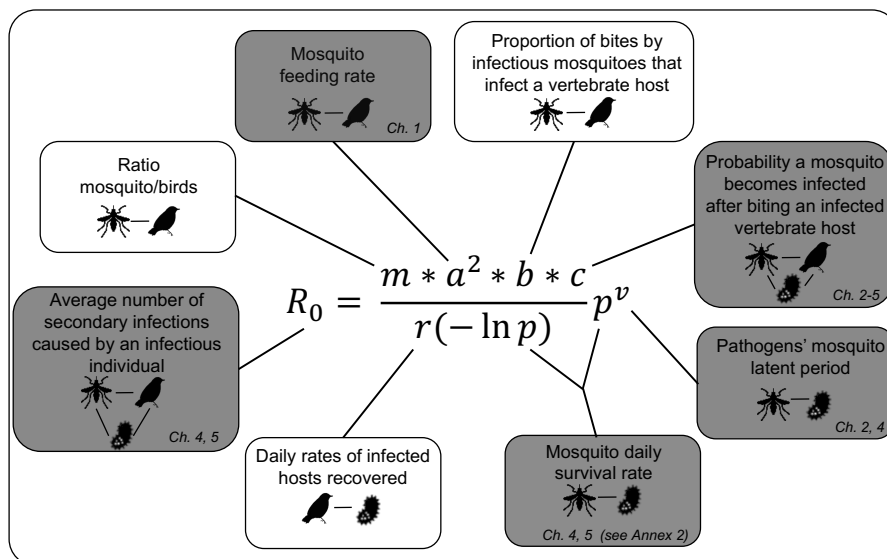 Mosquito
feeding rate
Ch. 1
Proportion of bites by
infectious mosquitoes that
infect a vertebrate host
Ratio
mosquito/birds
Probability a mosquito
becomes infected
after biting an infected
vertebrate host
Ch. 2-5
Average number of
secondary infections
caused by an infectious
individual
Ch. 4, 5
R₀ = m * a² * b * c / r(− ln p) pᵛ
Pathogens' mosquito
latent period
Ch. 2, 4
Daily rates of infected
hosts recovered
Mosquito daily
survival rate
Ch. 4, 5 (see Annex 2)